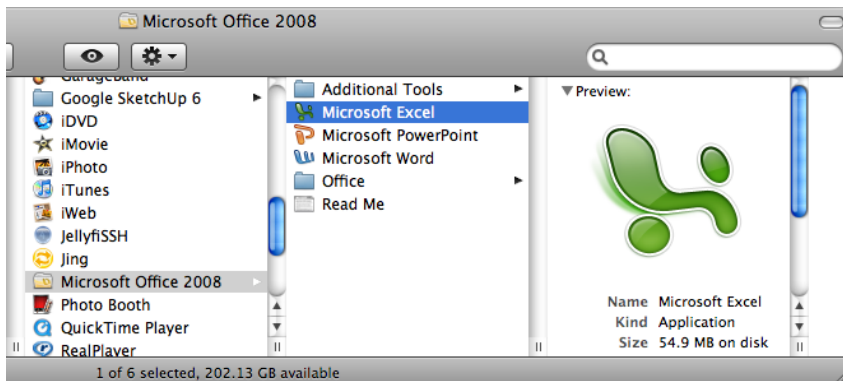 Microsoft Office 2008
GarageBand
Google SketchUp 6
iDVD
iMovie
iPhoto
iTunes
iWeb
JellyfiSSH
Jing
Microsoft Office 2008
Photo Booth
QuickTime Player
RealPlayer
Additional Tools
Microsoft Excel
Microsoft PowerPoint
Microsoft Word
Office
Read Me
Preview:
Name Microsoft Excel
Kind Application
Size 54.9 MB on disk
1 of 6 selected, 202.13 GB available